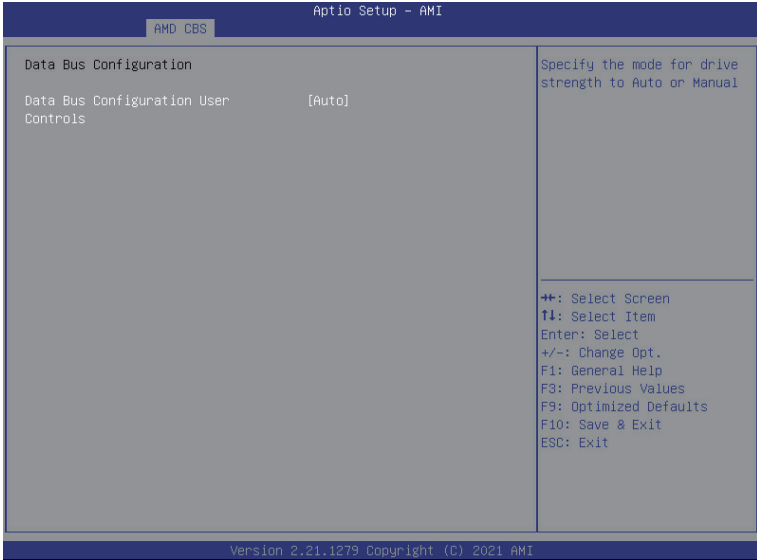 Aptio Setup – AMI
AMD CBS
Data Bus Configuration
Data Bus Configuration User [Auto]
Controls
Specify the mode for drive
strength to Auto or Manual
→←: Select Screen
↑↓: Select Item
Enter: Select
+/-: Change Opt.
F1: General Help
F3: Previous Values
F9: Optimized Defaults
F10: Save & Exit
ESC: Exit
Version 2.21.1279 Copyright (C) 2021 AMI